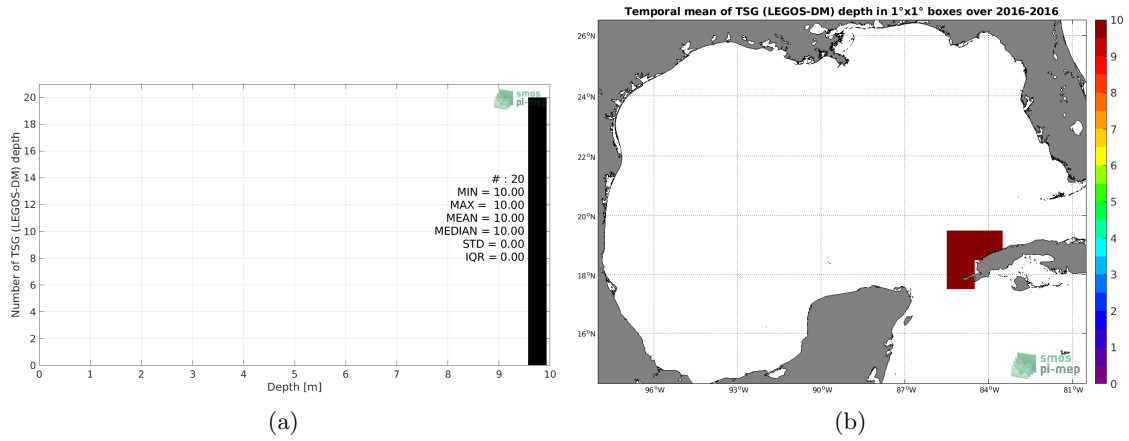 Temporal mean of TSG (LEGOS-DM) depth in 1°x1° boxes over 2016-2016
Number of TSG (LEGOS-DM) depth
20
18
16
14
12
10
8
6
4
2
0
smos
pi-mep
# : 20
MIN = 10.00
MAX = 10.00
MEAN = 10.00
MEDIAN = 10.00
STD = 0.00
IQR = 0.00
0 1 2 3 4 5 6 7 8 9 10
Depth [m]
(a)
26°N
24°N
22°N
20°N
18°N
16°N
96°W 93°W 90°W 87°W 84°W 81°W
smos
pi-mep
10
9
8
7
6
5
4
3
2
1
0
(b)